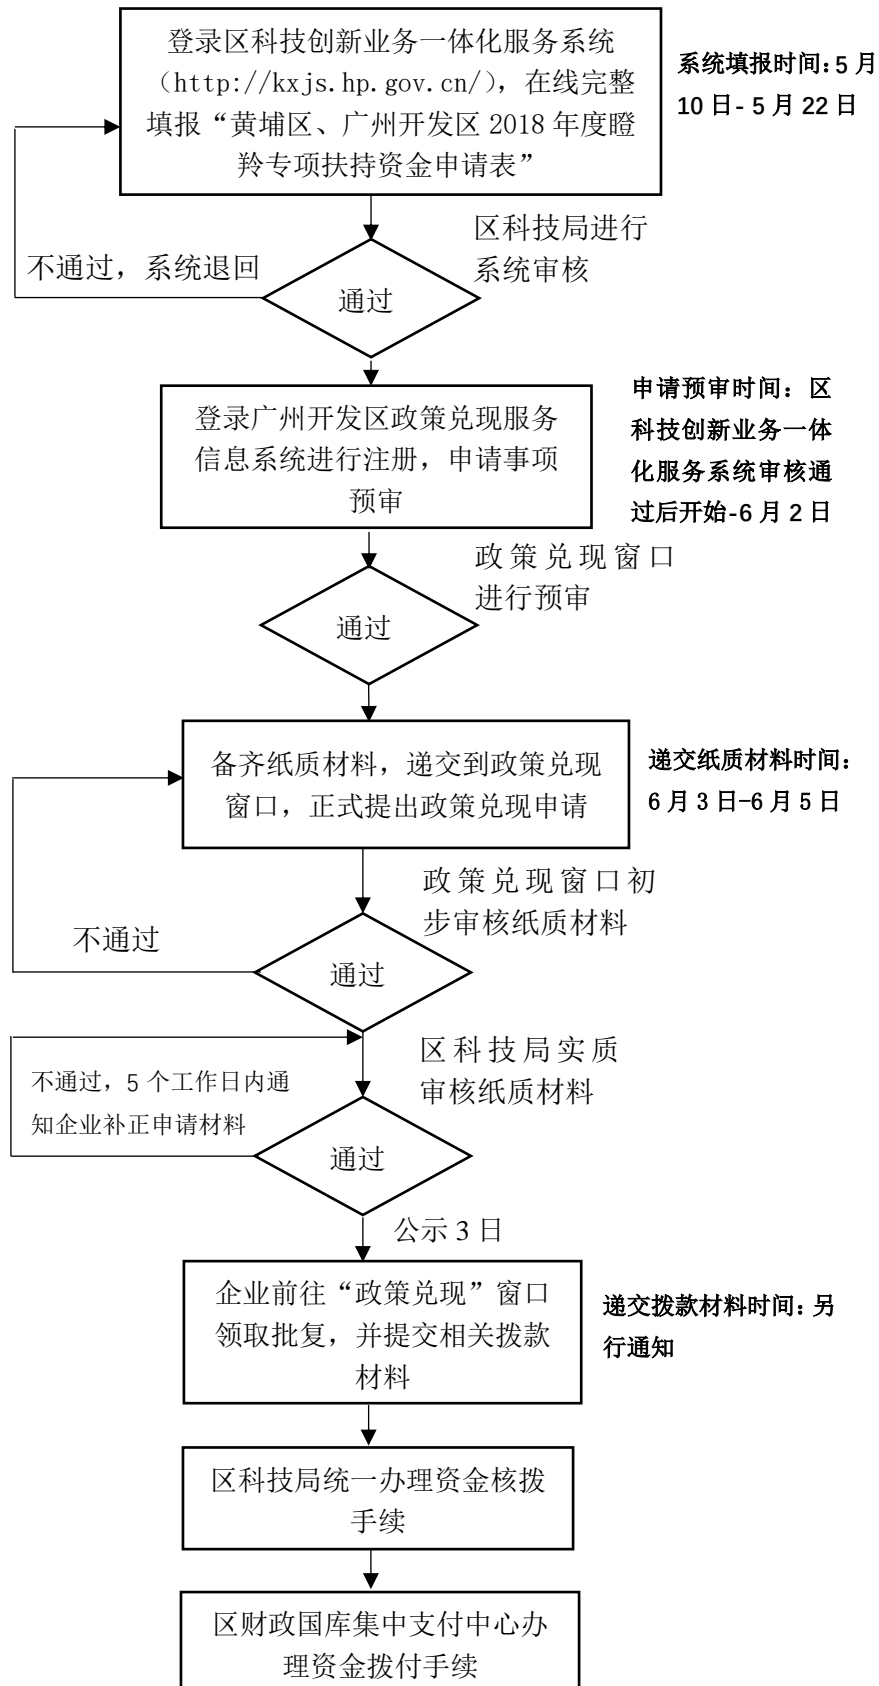 登录区科技创新业务一体化服务系统
（http://kxjs.hp.gov.cn/），在线完整
填报“黄埔区、广州开发区 2018 年度瞪
羚专项扶持资金申请表”
系统填报时间：5 月
10 日- 5 月 22 日
区科技局进行
系统审核
不通过，系统退回
通过
登录广州开发区政策兑现服务
信息系统进行注册，申请事项
预审
申请预审时间：区
科技创新业务一体
化服务系统审核通
过后开始-6 月 2 日
政策兑现窗口
进行预审
通过
备齐纸质材料，递交到政策兑现
窗口，正式提出政策兑现申请
递交纸质材料时间：
6 月 3 日-6 月 5 日
政策兑现窗口初
步审核纸质材料
不通过
通过
区科技局实质
审核纸质材料
不通过，5 个工作日内通
知企业补正申请材料
通过
公示 3 日
企业前往“政策兑现”窗口
领取批复，并提交相关拨款
材料
递交拨款材料时间：另
行通知
区科技局统一办理资金核拨
手续
区财政国库集中支付中心办
理资金拨付手续